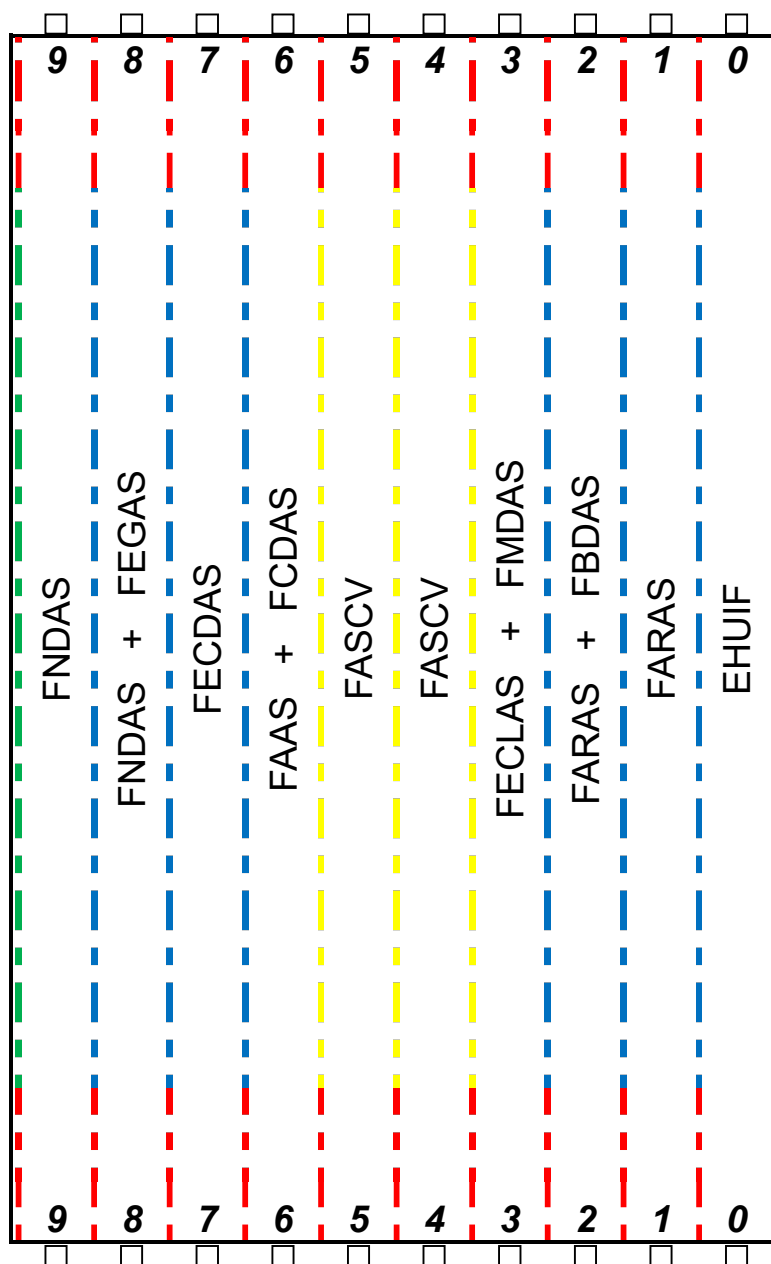 9 8 7 6 5 4 3 2 1 0
FNDAS
FNDAS + FEGAS
FECDAS
FAAS + FCDAS
FASCV
FASCV
FECLAS + FMDAS
FARAS + FBDAS
FARAS
EHUIF
9 8 7 6 5 4 3 2 1 0